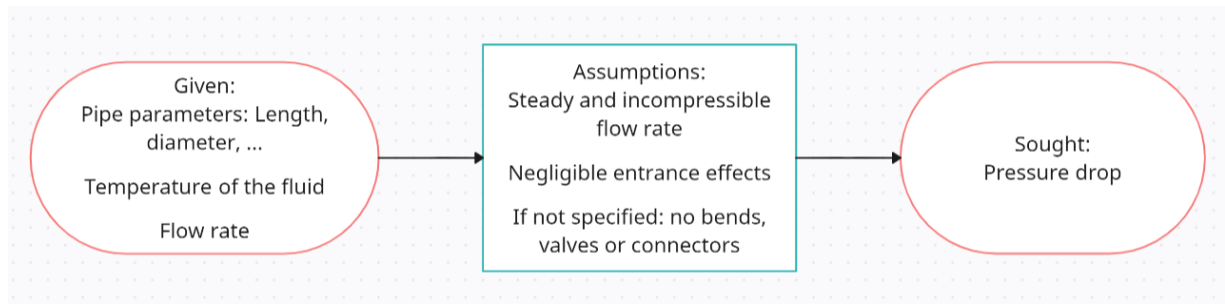 Given:
Pipe parameters: Length,
diameter, ...
Temperature of the fluid
Flow rate
Assumptions:
Steady and incompressible
flow rate
Negligible entrance effects
If not specified: no bends,
valves or connectors
Sought:
Pressure drop